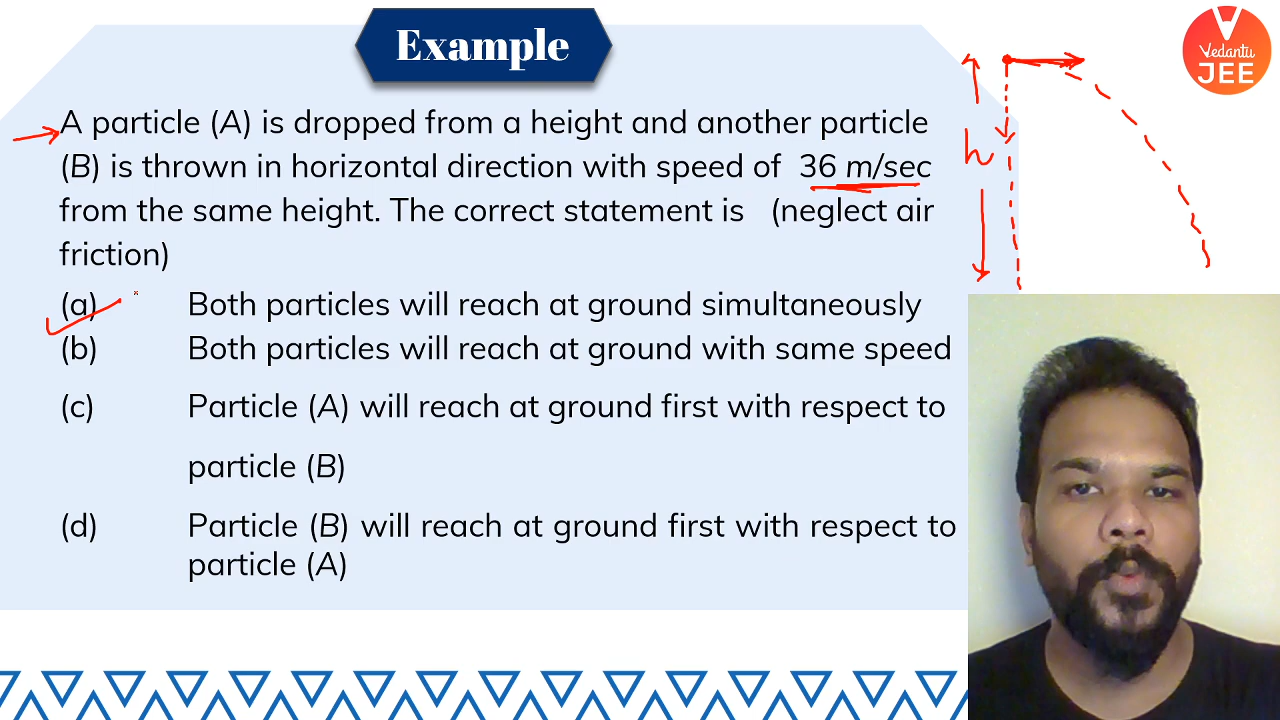 Example
Vedantu
JEE
A particle (A) is dropped from a height and another particle
(B) is thrown in horizontal direction with speed of 36 m/sec
from the same height. The correct statement is (neglect air
friction)
h
(a) Both particles will reach at ground simultaneously
(b) Both particles will reach at ground with same speed
(c) Particle (A) will reach at ground first with respect to
particle (B)
(d) Particle (B) will reach at ground first with respect to
particle (A)